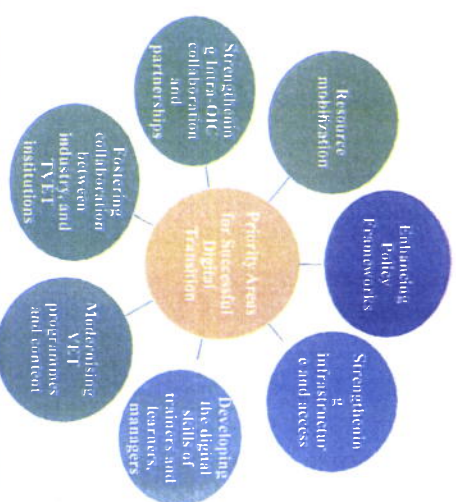 Priority Areas
for Successful
Digital
Transition
Enhancing
Policy
Frameworks
Strengthenin
g
infrastructur
e and access
Developing
the digital
skills of
trainers and
learners,
managers
Modernising
VET
programmes
and content
Fostering
collaboration
between
industry, and
TVET
institutions
Strengthenin
g Intra-OIC
collaboration
and
partnerships
Resource
mobilization